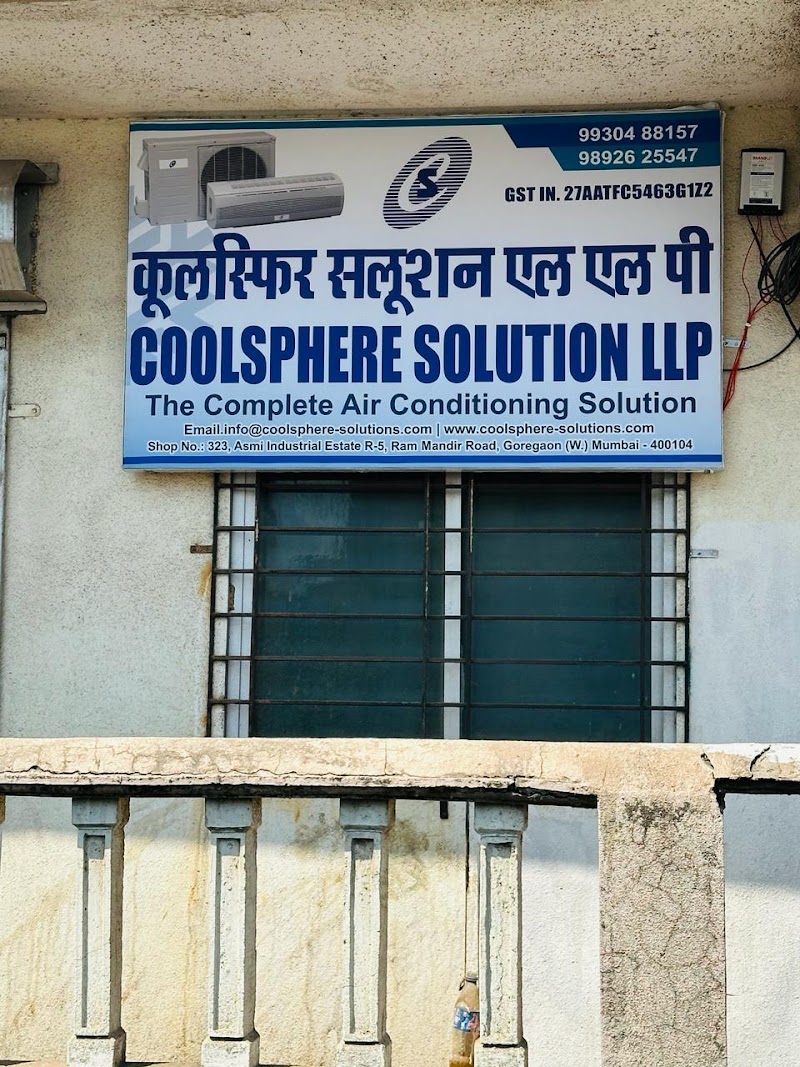 99304 88157
98926 25547
GST IN. 27AATFC5463G1Z2
कूलस्फिर सलूशन एल एल पी
COOLSPHERE SOLUTION LLP
The Complete Air Conditioning Solution
Email.info@coolsphere-solutions.com | www.coolsphere-solutions.com
Shop No.: 323, Asmi Industrial Estate R-5, Ram Mandir Road, Goregaon (W.) Mumbai - 400104